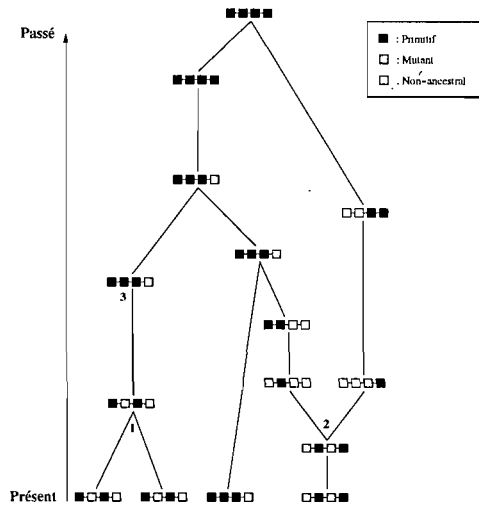 Passé
■ : Primitif
□ : Mutant
□ : Non-ancestral
3
2
1
Présent